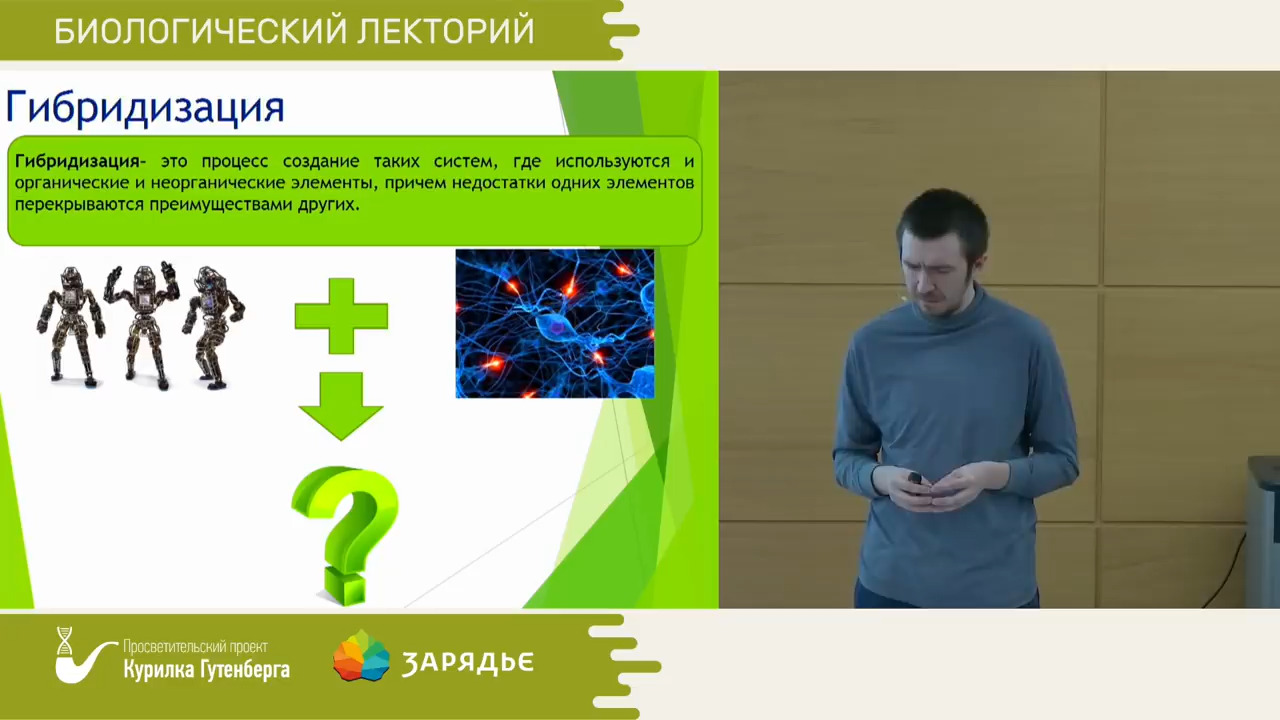 БИОЛОГИЧЕСКИЙ ЛЕКТОРИЙ
Гибридизация
Гибридизация– это процесс создание таких систем, где используются и
органические и неорганические элементы, причем недостатки одних элементов
перекрываются преимуществами других.
Просветительский проект
Курилка Гутенберга
ЗАРЯДЬЕ